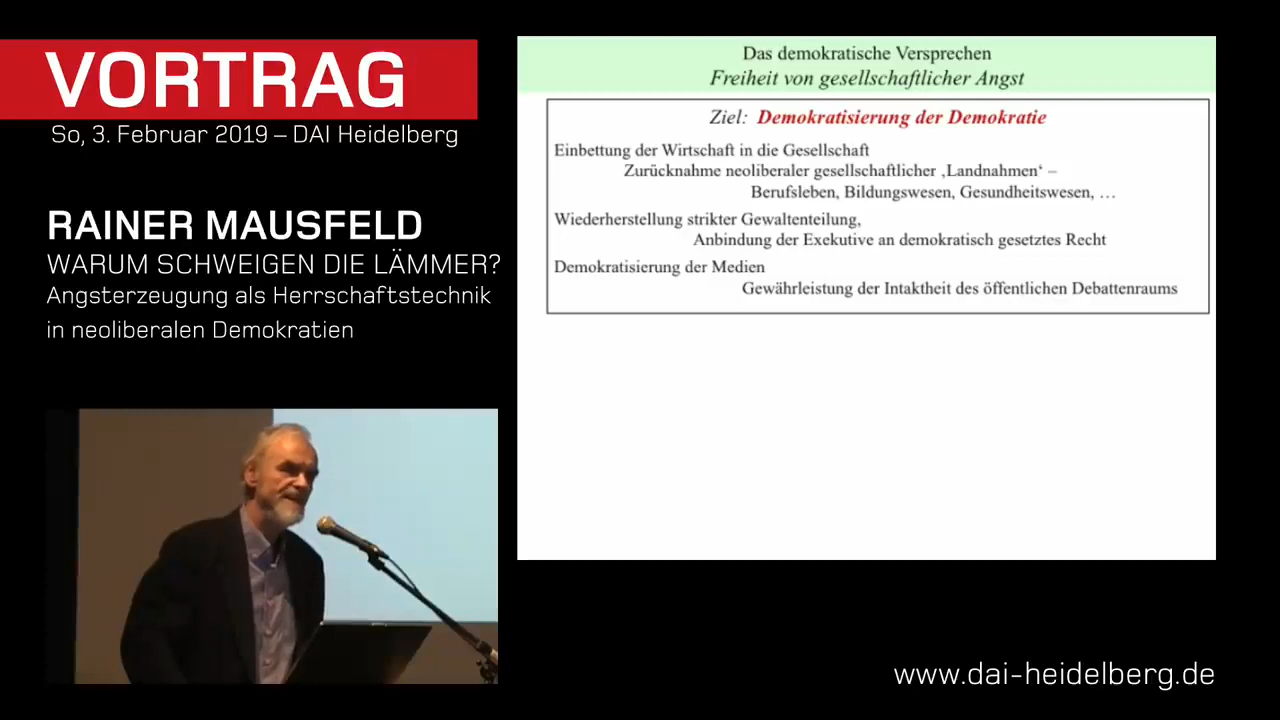 VORTRAG
So, 3. Februar 2019 – DAI Heidelberg
RAINER MAUSFELD
WARUM SCHWEIGEN DIE LÄMMER?
Angsterzeugung als Herrschaftstechnik
in neoliberalen Demokratien
Das demokratische Versprechen
Freiheit von gesellschaftlicher Angst
Ziel: Demokratisierung der Demokratie
Einbettung der Wirtschaft in die Gesellschaft
Zurücknahme neoliberaler gesellschaftlicher ‚Landnahmen‘ –
Berufsleben, Bildungswesen, Gesundheitswesen, …
Wiederherstellung strikter Gewaltenteilung,
Anbindung der Exekutive an demokratisch gesetztes Recht
Demokratisierung der Medien
Gewährleistung der Intaktheit des öffentlichen Debattenraums
www.dai-heidelberg.de